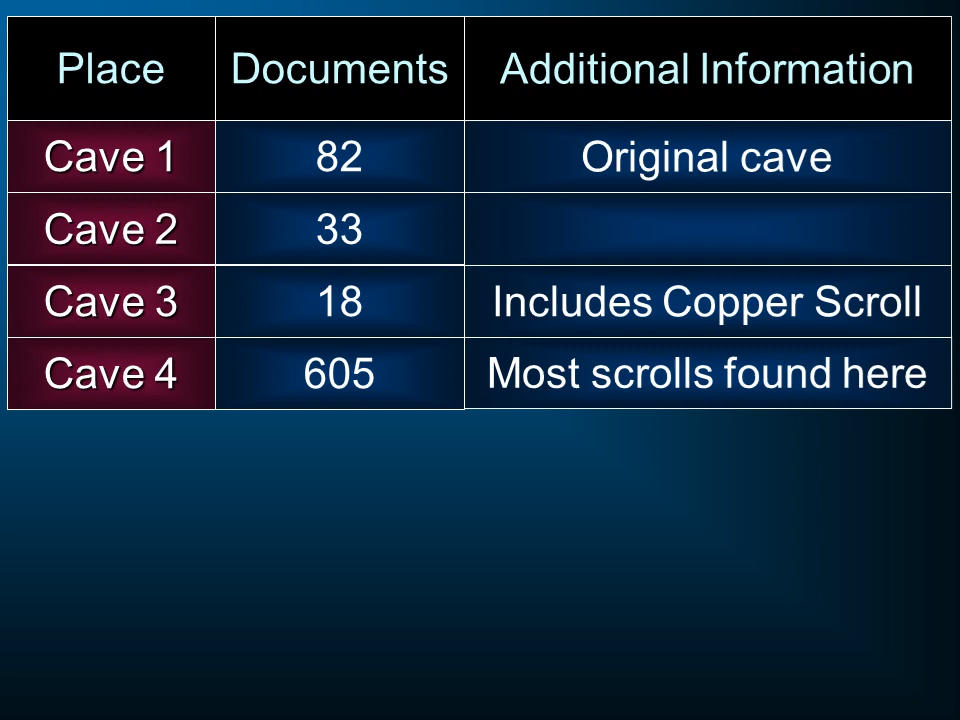 Place Documents Additional Information
Cave 1 82 Original cave
Cave 2 33
Cave 3 18 Includes Copper Scroll
Cave 4 605 Most scrolls found here